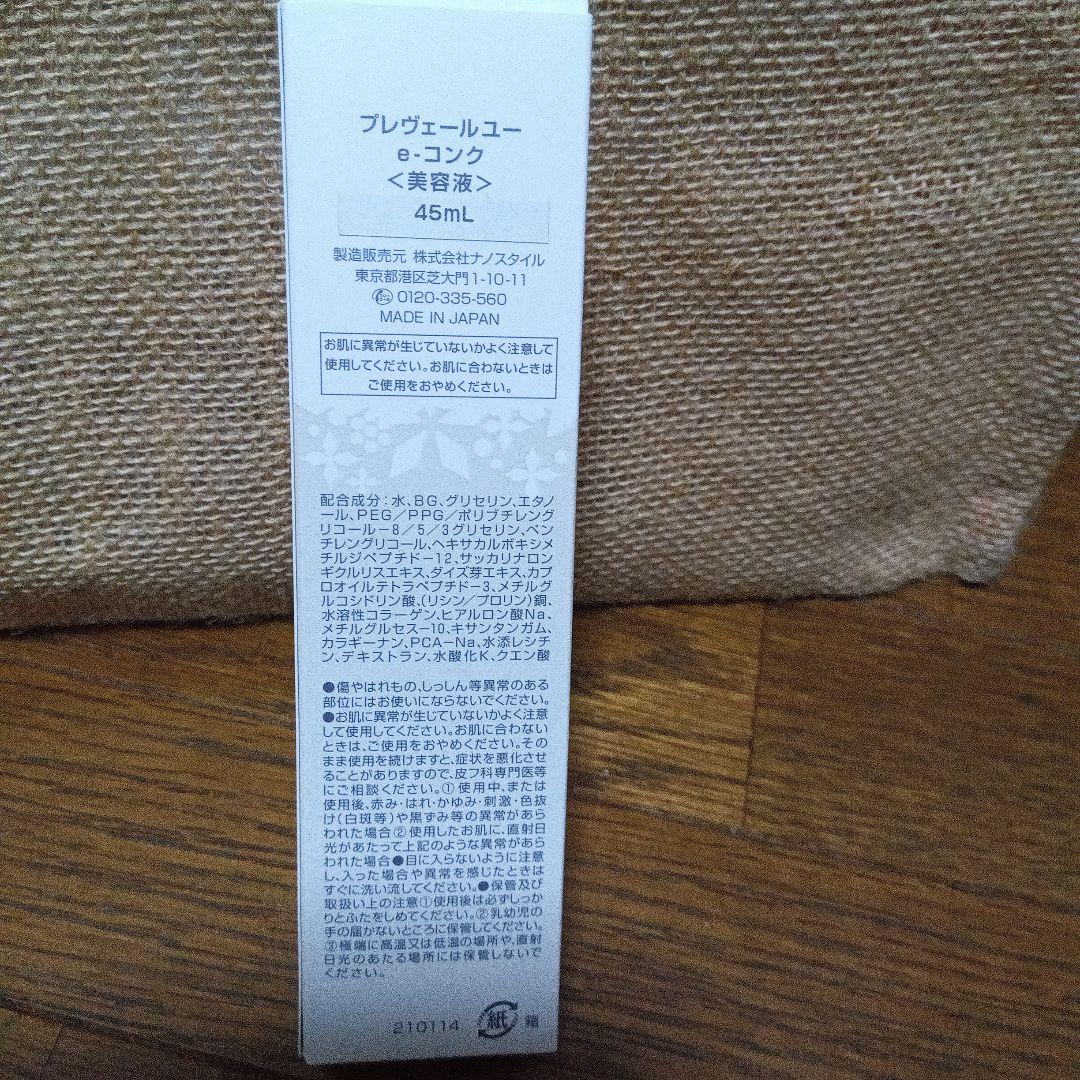 プレヴェールユー
e-コンク
＜美容液＞
45mL
製造販売元 株式会社ナノスタイル
東京都港区芝大門1-10-11
0120-335-560
MADE IN JAPAN
お肌に異常が生じていないかよく注意して
使用してください。お肌に合わないときは
ご使用をおやめください。
配合成分：水、BG、グリセリン、エタノ
ール、PEG／PPG／ポリブチレング
リコール－8／5／3グリセリン、ペン
チレングリコール、ヘキサカルボキシメ
チルジペプチド－12、サッカリナロン
ギクルリスエキス、ダイズ芽エキス、カプ
ロオイルテトラペプチド－3、メチルグ
ルコシドリン酸、(リシン／プロリン)銅、
水溶性コラーゲン、ヒアルロン酸Na、
メチルグルセス－10、キサンタンガム、
カラギーナン、PCA－Na、水添レシチ
ン、デキストラン、水酸化K、クエン酸
●傷やはれもの、しっしん等異常のある
部位にはお使いにならないでください。
●お肌に異常が生じていないかよく注意
して使用してください。お肌に合わない
ときは、ご使用をおやめください。その
まま使用を続けますと、症状を悪化させ
ることがありますので、皮フ科専門医等
にご相談ください。①使用中、または
使用後、赤み・はれ・かゆみ・刺激・色抜
け(白斑等)や黒ずみ等の異常があら
われた場合②使用したお肌に、直射日
光があたって上記のような異常があら
われた場合●目に入らないように注意
し、入った場合や異常を感じたときは
すぐに洗い流してください。●保管及び
取扱い上の注意①使用後は必ずしっか
りとふたをしめてください。②乳幼児の
手の届かないところに保管してください。
③極端に高温又は低温の場所や、直射
日光のあたる場所には保管しないで
ください。
210114 紙 箱